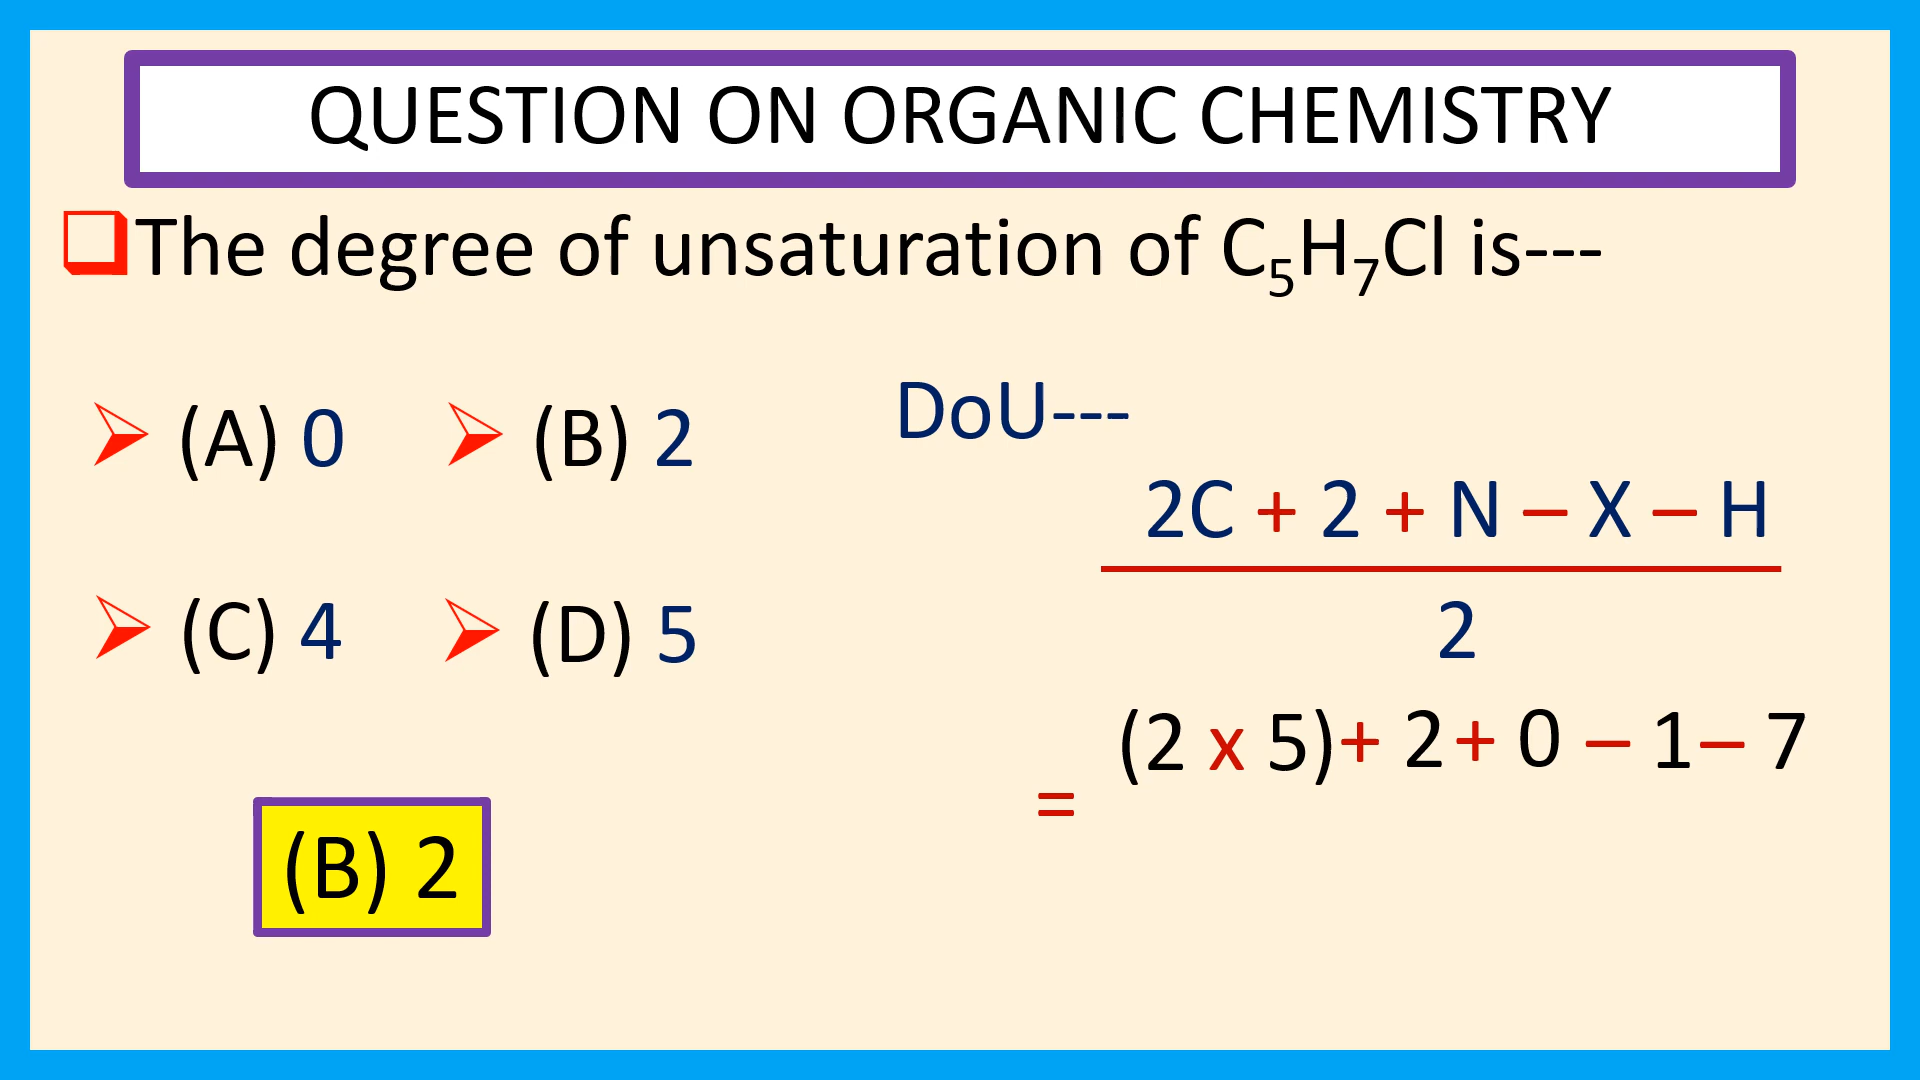 QUESTION ON ORGANIC CHEMISTRY
The degree of unsaturation of C₅H₇Cl is---
(A) 0 (B) 2
(C) 4 (D) 5
DoU---
2C + 2 + N – X – H
2
= (2 x 5)+ 2 + 0 – 1 – 7
(B) 2